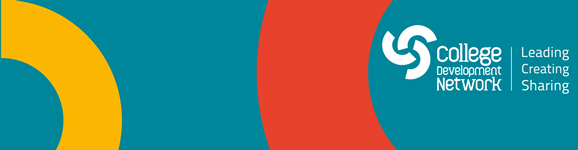 College
Development
Network
Leading
Creating
Sharing